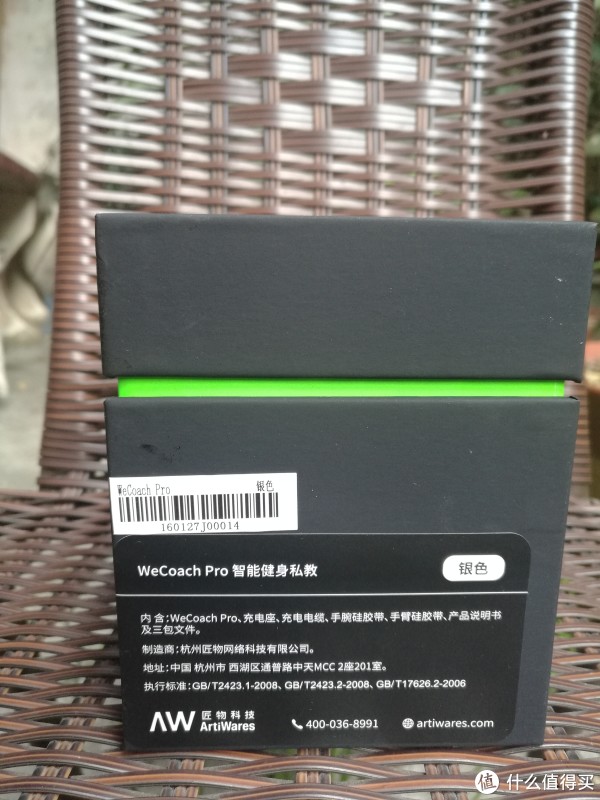 WeCoach Pro 银色
160127J00014
WeCoach Pro 智能健身私教 银色
内 含:WeCoach Pro、充电座、充电电缆、手腕硅胶带、手臂硅胶带、产品说明书
及三包文件。
制造商:杭州匠物网络科技有限公司。
地址:中国 杭州市 西湖区通普路中天MCC 2座201室。
执行标准:GB/T2423.1-2008、GB/T2423.2-2008、GB/T17626.2-2006
AW 匠物科技
ArtiWares
400-036-8991 artiwares.com
值 什么值得买